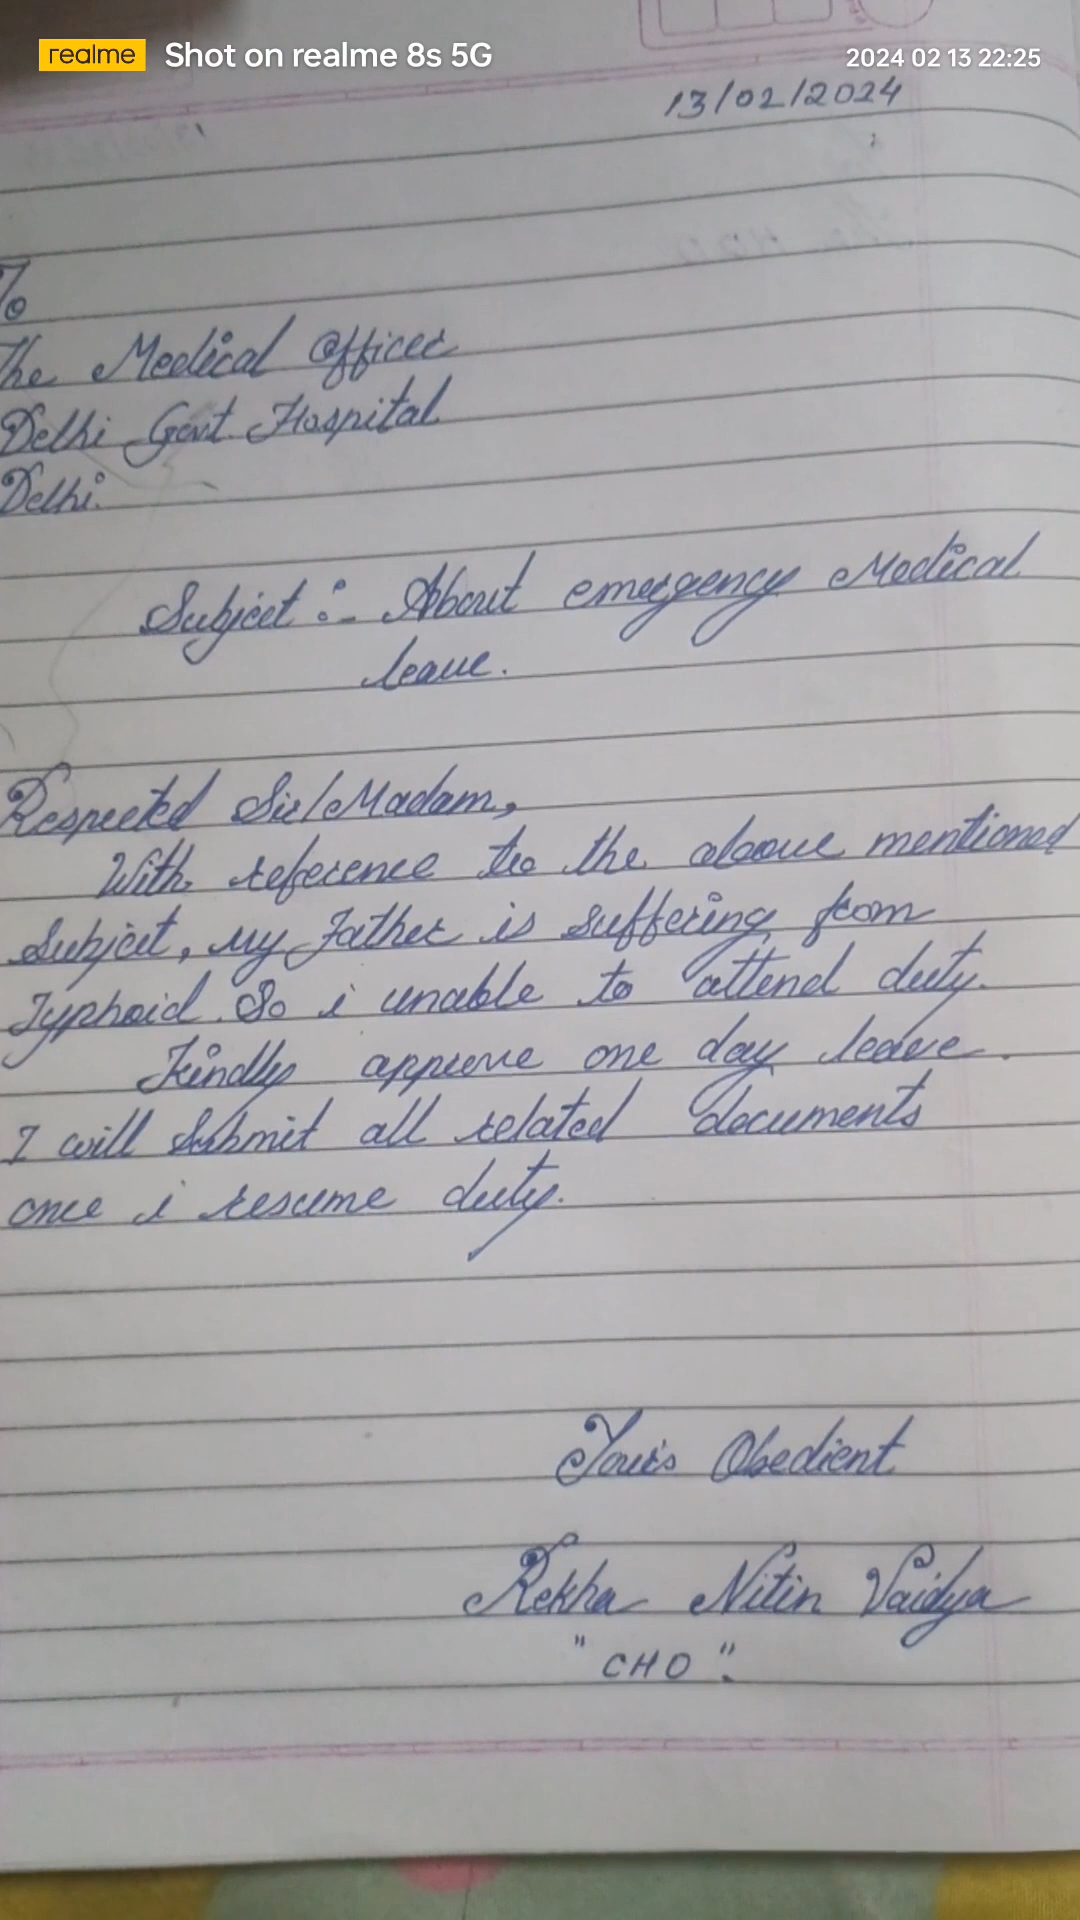 realme Shot on realme 8s 5G
2024 02 13 22:25
13/02/2024
To
The Medical Officer
Delhi Govt. Hospital
Delhi.
Subject :- About emergency Medical
leave.
Respected Sir/Madam,
With reference to the above mentioned
Subject, my Father is suffering from
Typhoid. So i unable to attend duty.
Kindly approve one day leave.
I will Submit all related documents
once i resume duty.
Your's Obedient
Rekha Nitin Vaidya
"CHO".